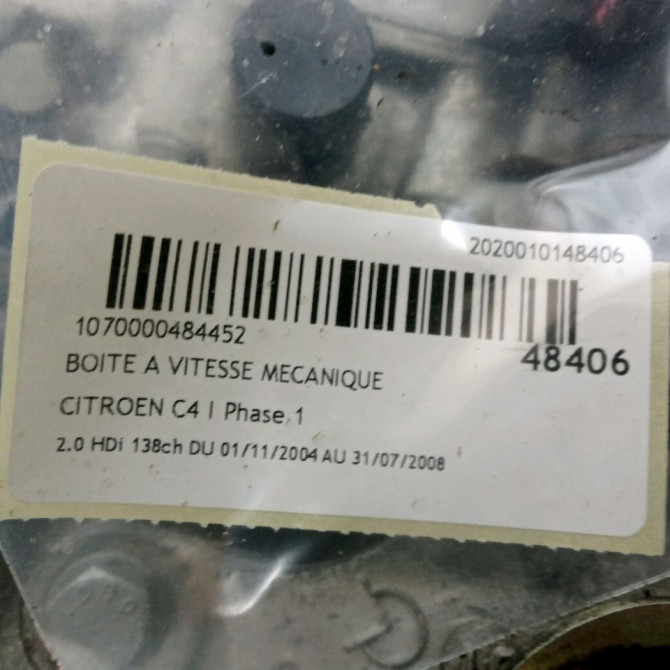 2020010148406
1070000484452
48406
BOITE A VITESSE MECANIQUE
CITROEN C4 I Phase 1
2.0 HDi 138ch DU 01/11/2004 AU 31/07/2008